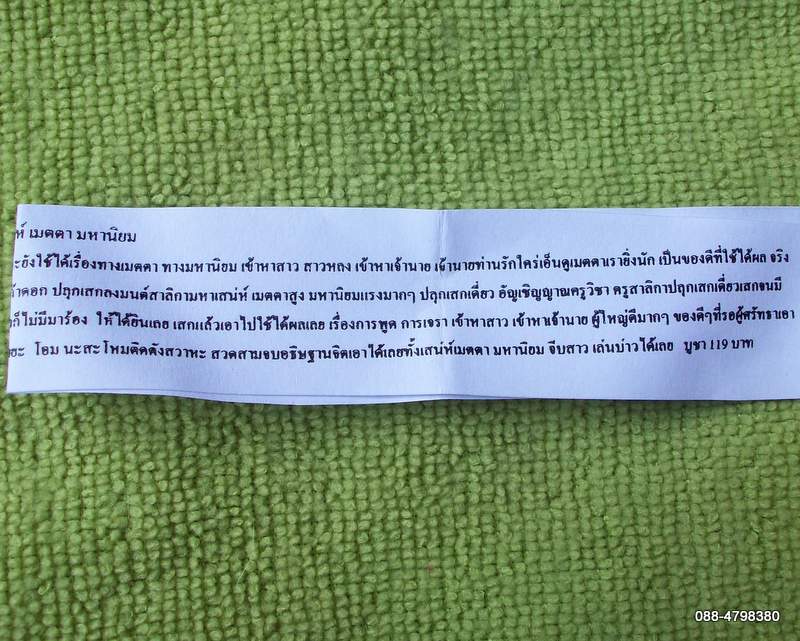 ห์ เมตตา มหานิยม
ะยังใช้ได้เรื่องทางเมตตา ทางมหานิยม เข้าหาสาว สาวหลง เข้าหาเจ้านาย เจ้านายท่านรักใคร่เอ็นดูเมตตาเรายิ่งนัก เป็นของดีที่ใช้ได้ผล จริง
ปลุกเสกลงมนต์สาลิกามหาเสน่ห์ เมตตาสูง มหานิยมแรงมากๆ ปลุกเสกเดี่ยว อัญเชิญญาณครูวิชา ครูสาลิกาปลุกเสกเดี่ยวเสกจนมี
ก็ไม่มีมาร้อง ให้ได้ยินเลย เสกแล้วเอาไปใช้ได้ผลเลย เรื่องการพูด การเจรา เข้าหาสาว เข้าหาเจ้านาย ผู้ใหญ่ดีมากๆ ของดีๆที่รอผู้ศรัทธาเอา
โอม นะสะ โหมติดตังสวาหะ สวดสามจบอธิษฐานจิตเอาได้เลยทั้งเสน่ห์เมตตา มหานิยม จีบสาว เล่นบ่าวได้เลย บูชา 119 บาท
088-4798380